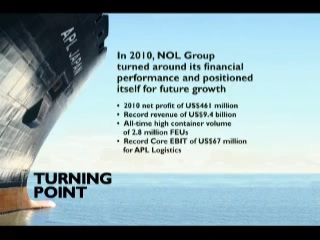 APL JAPAN
In 2010, NOL Group
turned around its financial
performance and positioned
itself for future growth
• 2010 net profit of US$461 million
• Record revenue of US$9.4 billion
• All-time high container volume
of 2.8 million FEUs
• Record Core EBIT of US$67 million
for APL Logistics
TURNING
POINT